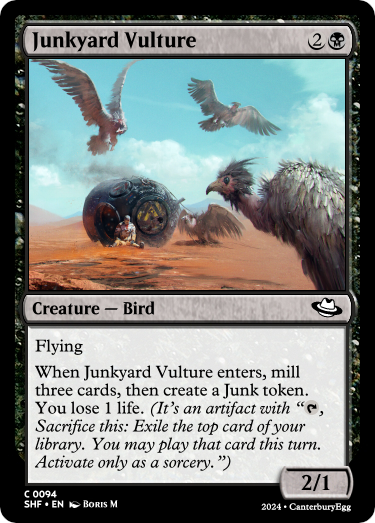 Junkyard Vulture 2
Creature — Bird
Flying
When Junkyard Vulture enters, mill
three cards, then create a Junk token.
You lose 1 life. (It's an artifact with “,
Sacrifice this: Exile the top card of your
library. You may play that card this turn.
Activate only as a sorcery.”)
2/1
C 0094
SHF • EN Boris M
2024 • CanterburyEgg